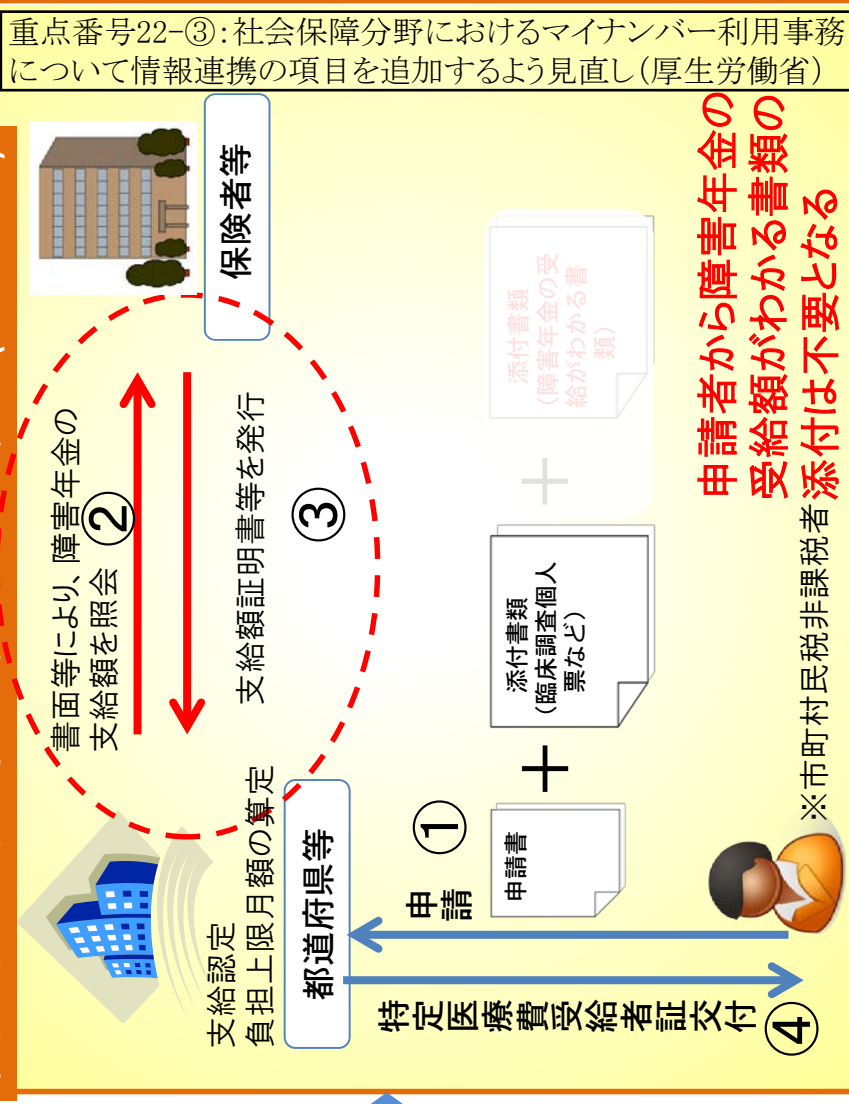 重点番号22-③:社会保障分野におけるマイナンバー利用事務
について情報連携の項目を追加するよう見直し(厚生労働省)
保険者等
書面等により、障害年金の
支給額を照会
②
支給額証明書等を発行
③
支給認定
負担上限月額の算定
都道府県等
申請
①
申請書
＋
添付書類
(臨床調査個人
票など)
＋
添付書類
(障害年金の受
給がわかる書
類)
特定医療費受給者証交付
④
※市町村民税非課税者
申請者から障害年金の
受給額がわかる書類の
添付は不要となる